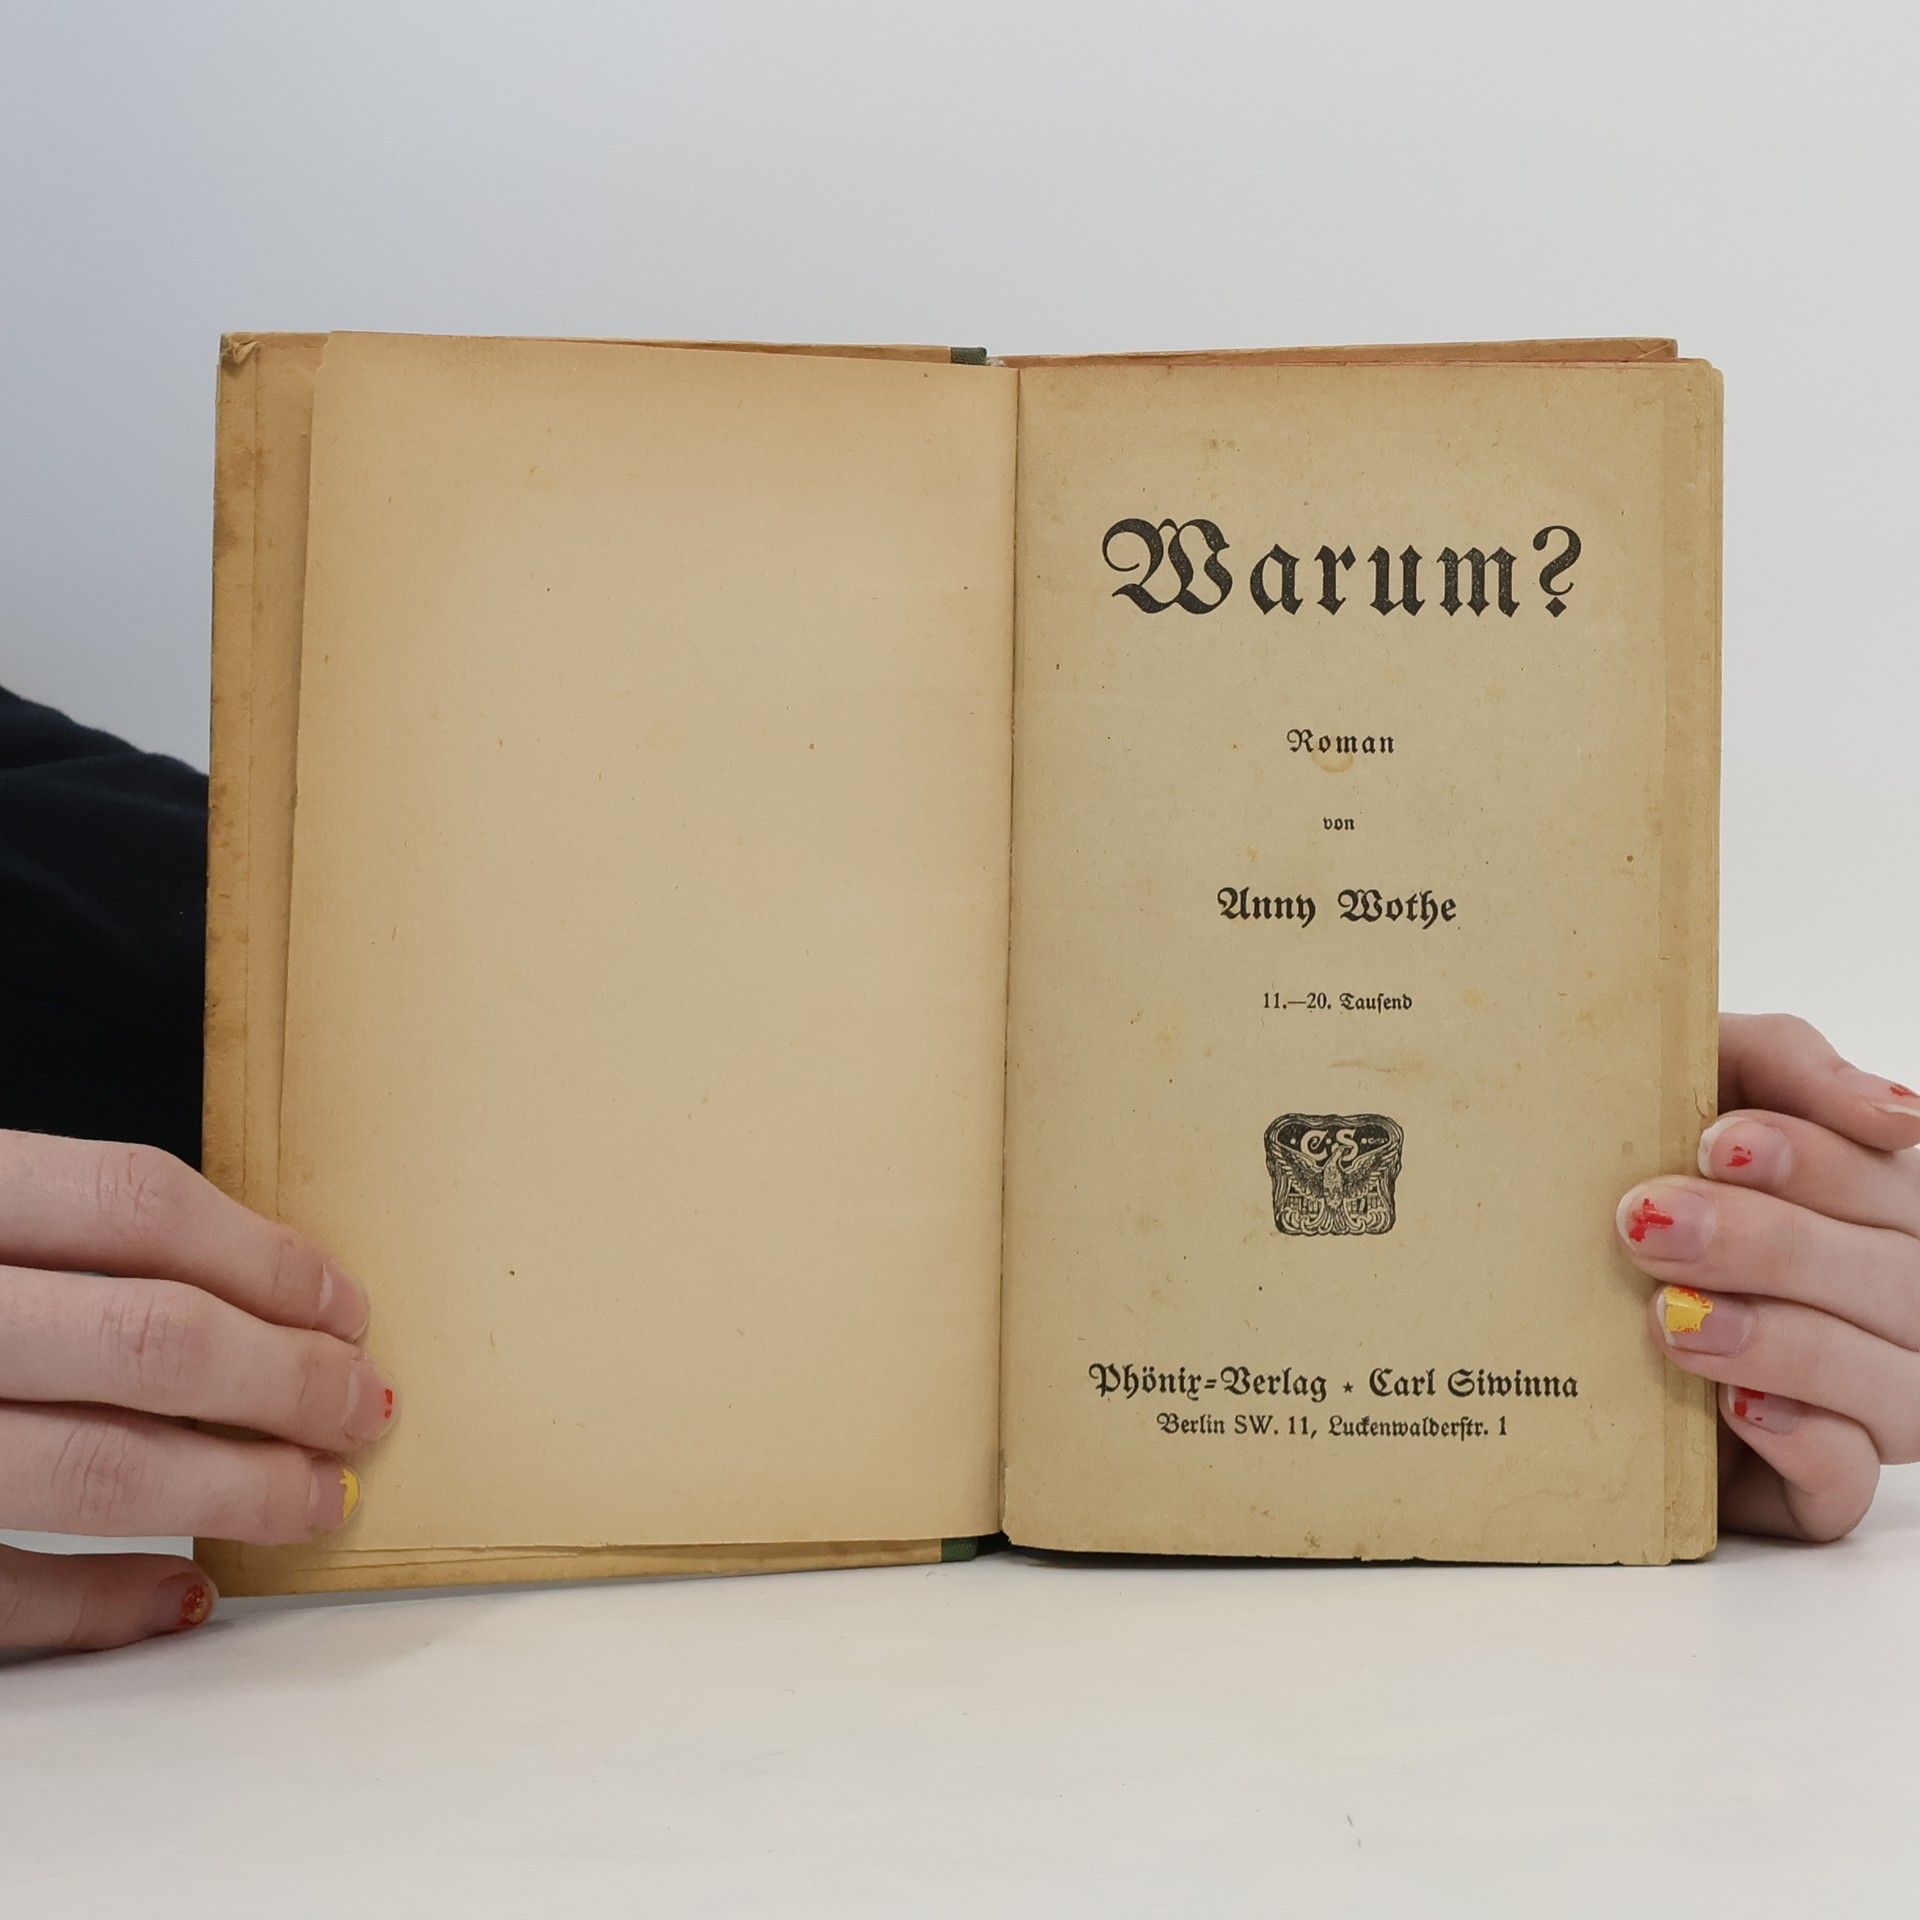 Warum?
Roman
von
Anny Wothe
11.—20. Tauſend
C·S
Phönix=Verlag ⋆ Carl Siwinna
Berlin SW. 11, Luckenwalderſtr. 1